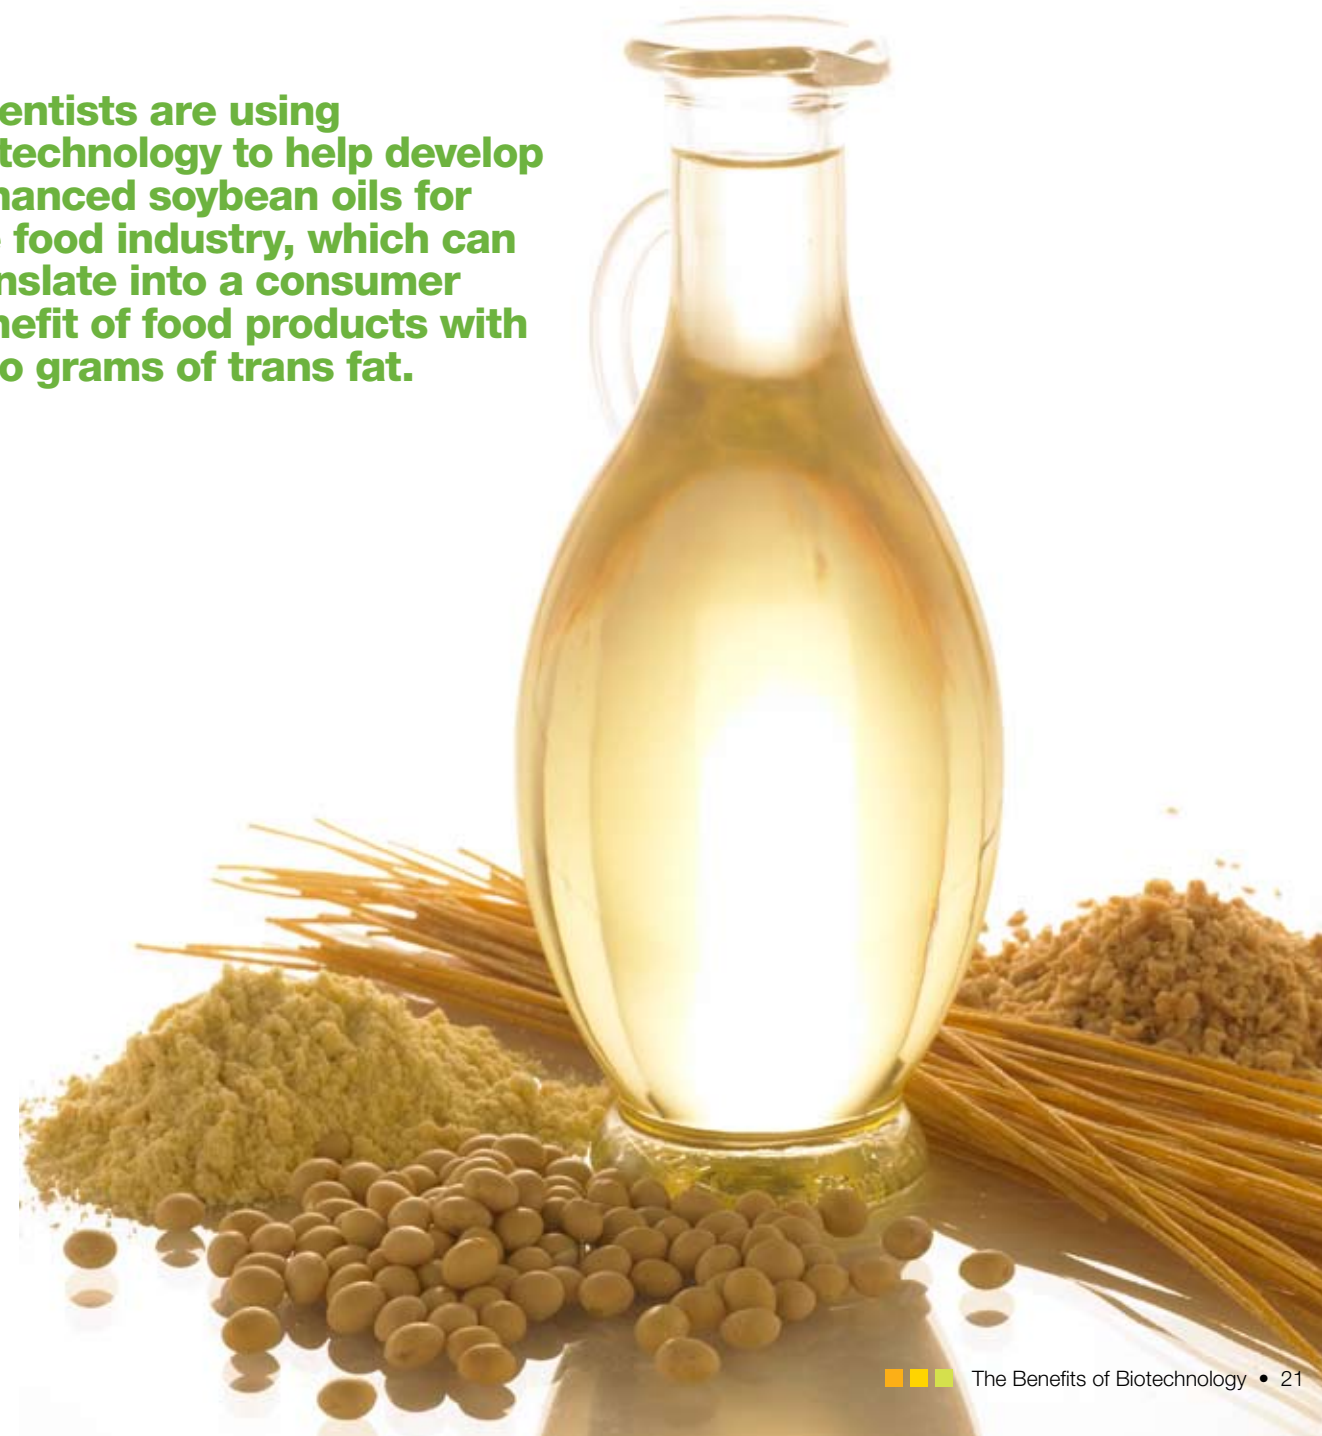 entists are using
technology to help develop
hanced soybean oils for
food industry, which can
nslate into a consumer
nefit of food products with
o grams of trans fat.
The Benefits of Biotechnology • 21